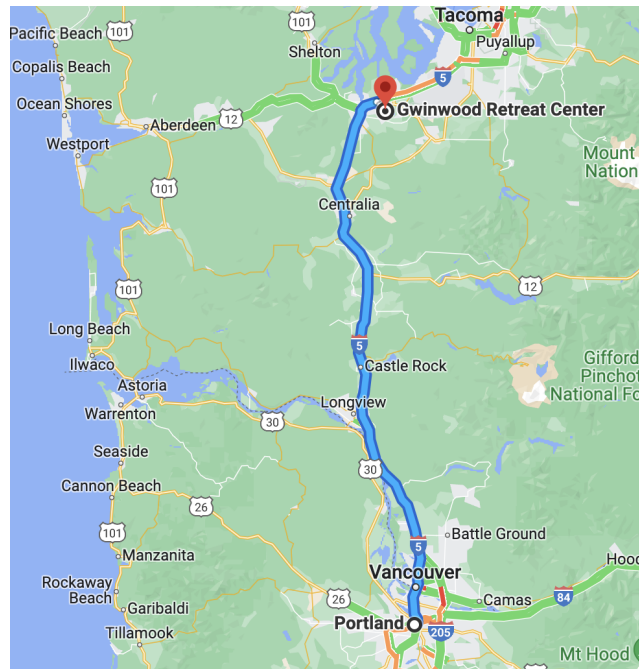 Tacoma
101
Pacific Beach
101
Puyallup
Shelton
Copalis Beach
5
Ocean Shores
Gwinwood Retreat Center
12
Aberdeen
Westport
Mount
Nation
101
Centralia
12
101
Long Beach
5
Ilwaco
Castle Rock
Gifford
Pinchot
National Fo
Astoria
Longview
Warrenton
30
Seaside
30
Cannon Beach
26
101
Battle Ground
5
Manzanita
Hood
Vancouver
Rockaway
Beach
84
26
Camas
Garibaldi
Portland
205
Tillamook
Mt Hood